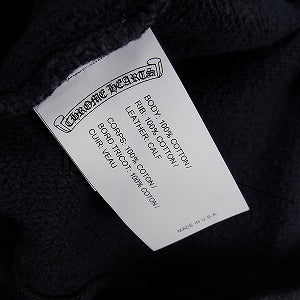 CHROME HEARTS
BODY: 100% COTTON/
RIB: 100% COTTON/
LEATHER: CALF
CORPS: 100% COTON/
BORD TRICOT: 100% COTON/
CUIR: VEAU
MADE IN U.S.A.